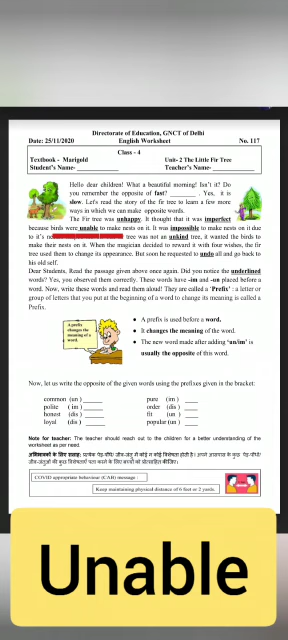 Directorate of Education, GNCT of Delhi
Date: 25/11/2020 English Worksheet No. 117
Class - 4
Textbook - Marigold Unit- 2 The Little Fir Tree
Student's Name- Teacher's Name-
Hello dear children! What a beautiful morning! Isn't it? Do
you remember the opposite of fast? ________ . Yes, it is
slow. Let's read the story of the fir tree to learn a few more
ways in which we can make opposite words.
The Fir tree was unhappy. It thought that it was imperfect
because birds were unable to make nests on it. It was impossible to make nests on it due
to it's tree was not an unkind tree, it wanted the birds to
make their nests on it. When the magician decided to reward it with four wishes, the fir
tree used them to change its appearance. But soon he requested to undo all and go back to
his old self.
Dear Students, Read the passage given above once again. Did you notice the underlined
words? Yes, you observed them correctly. These words have -im and -un placed before a
word. Now, write these words and read them aloud! They are called a 'Prefix' : a letter or
group of letters that you put at the beginning of a word to change its meaning is called a
Prefix.
A prefix
changes the
meaning of a
word.
• A prefix is used before a word.
• It changes the meaning of the word.
• The new word made after adding 'un/im' is
usually the opposite of this word.
Now, let us write the opposite of the given words using the prefixes given in the bracket:
common (un ) _____ pure (im ) ____
polite ( im ) _____ order (dis ) ____
honest (dis ) _____ fit (un ) ____
loyal (dis ) _____ popular (un ) ____
Note for teacher: The teacher should reach out to the children for a better understanding of the
worksheet as per need.
COVID appropriate behaviour (CAB) message :
Keep maintaining physical distance of 6 feet or 2 yards.
Unable